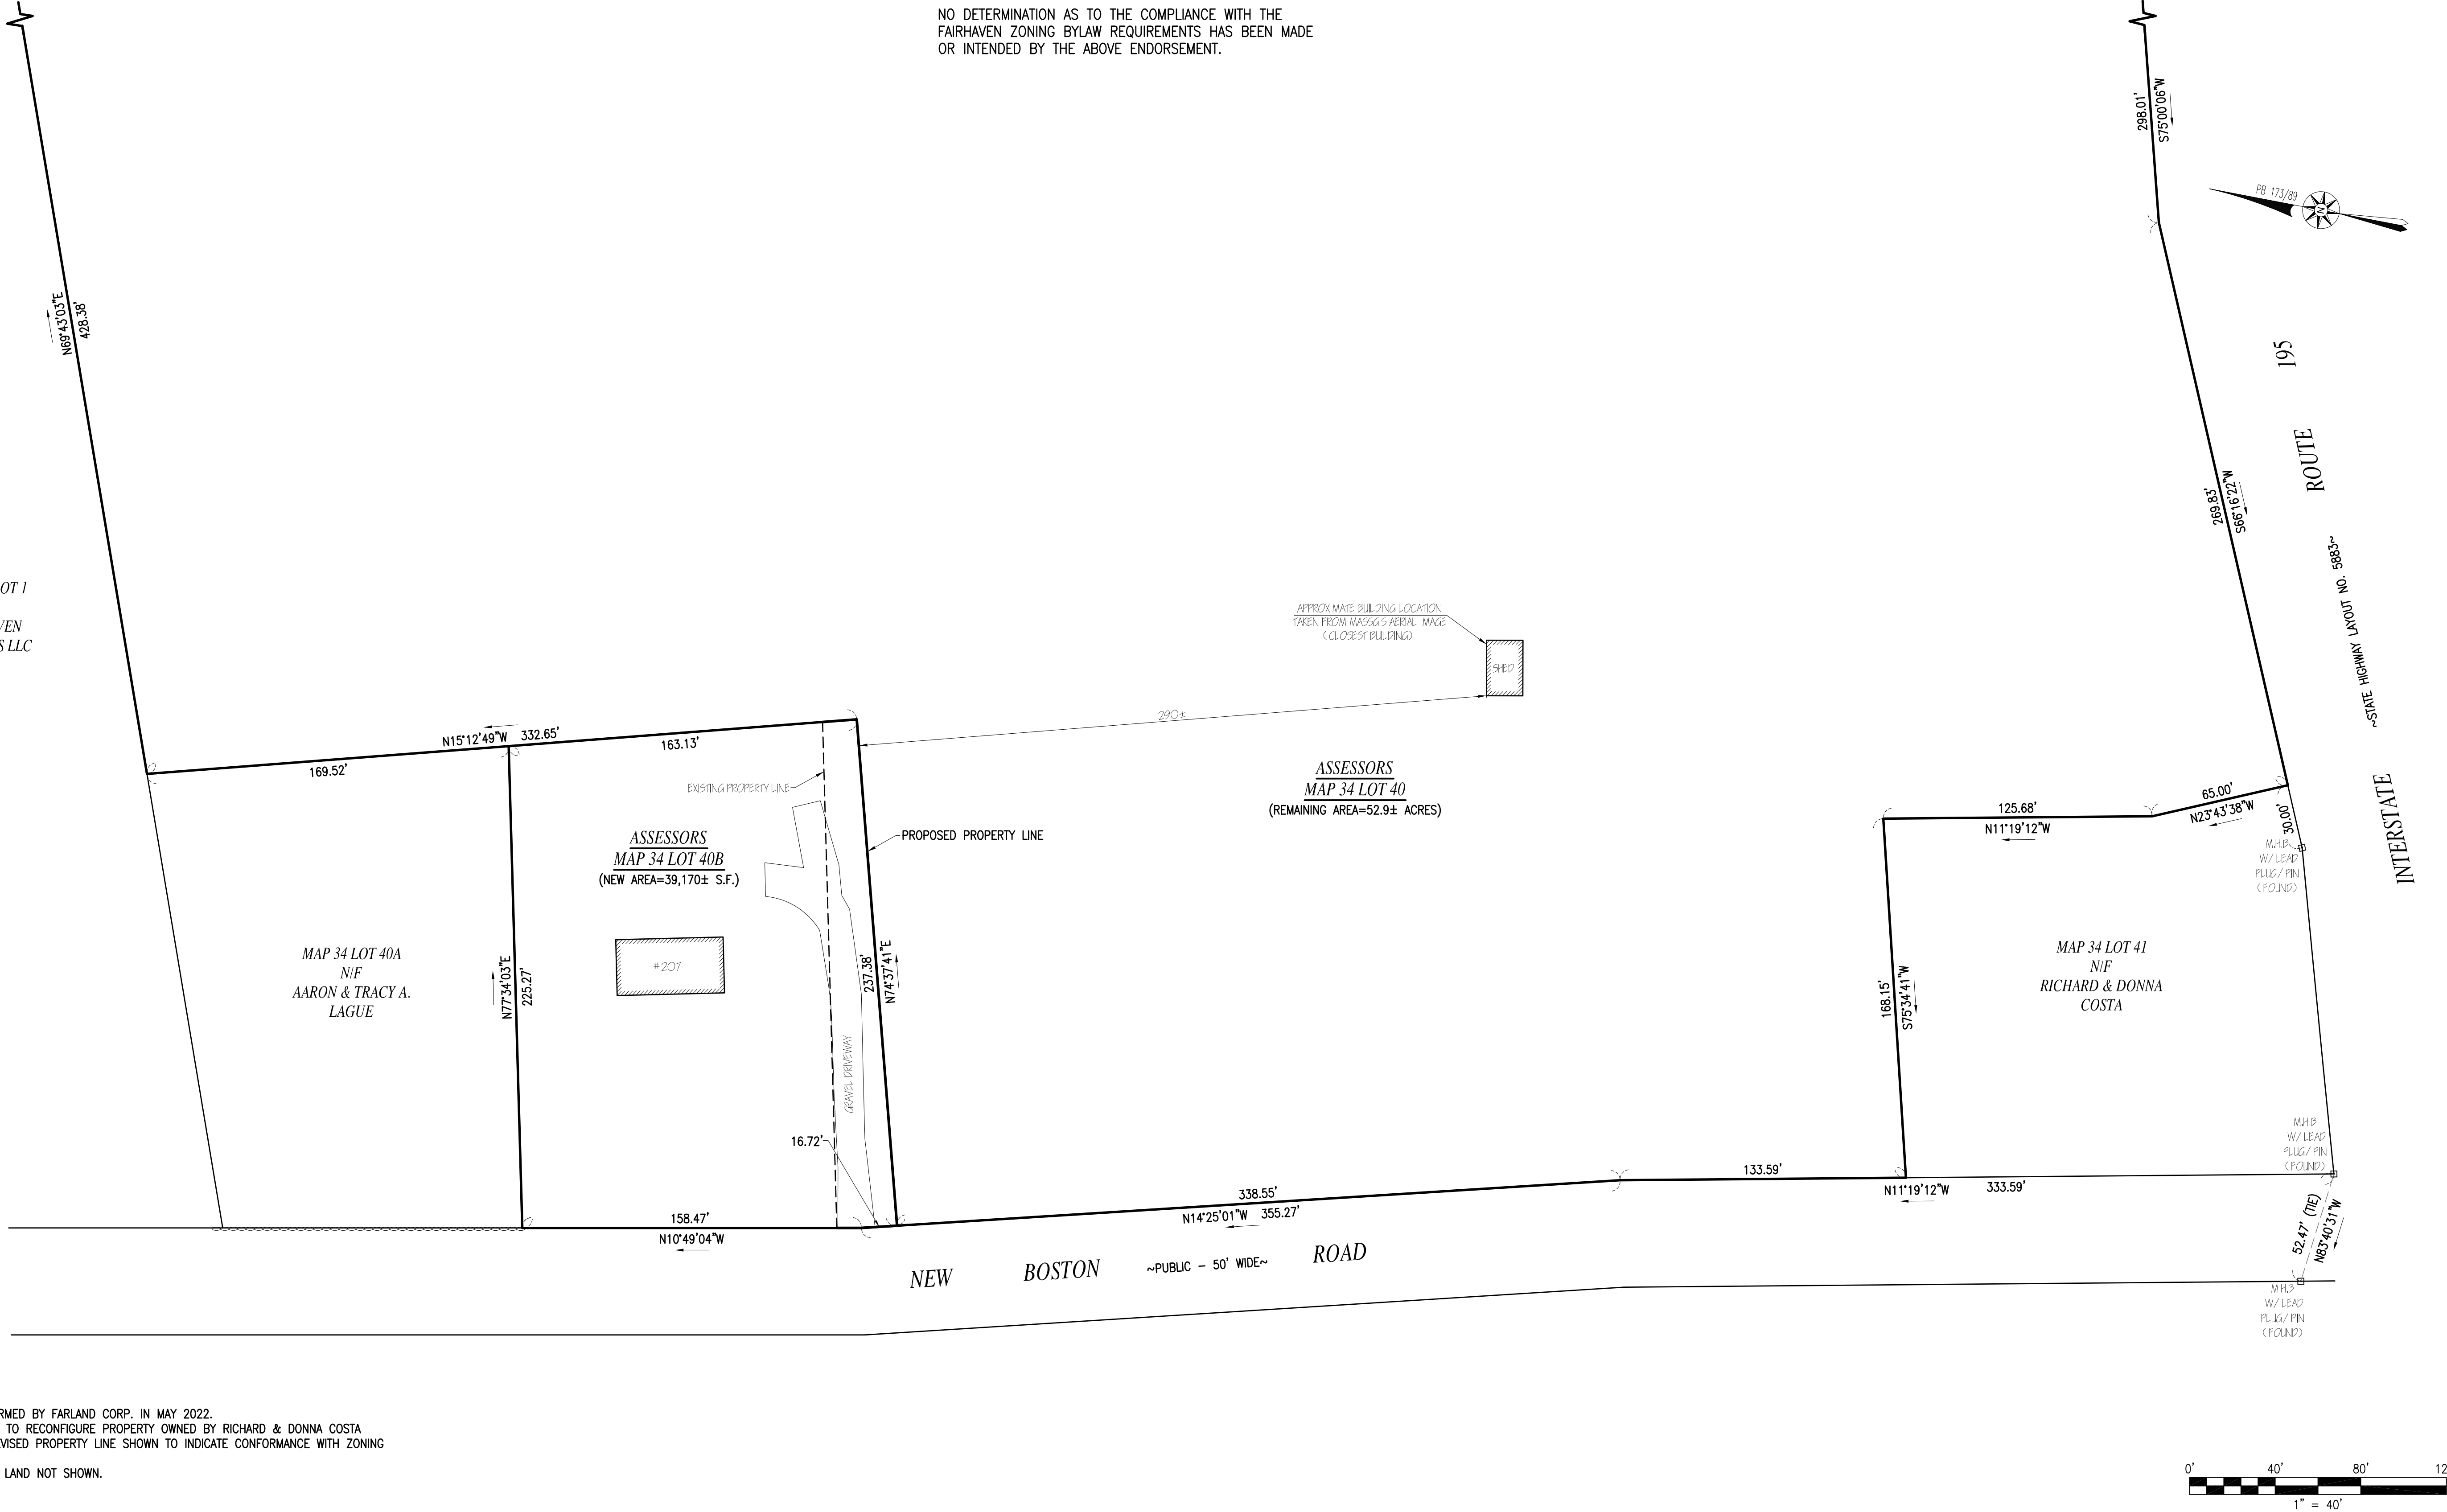 NO DETERMINATION AS TO THE COMPLIANCE WITH THE
FAIRHAVEN ZONING BYLAW REQUIREMENTS HAS BEEN MADE
OR INTENDED BY THE ABOVE ENDORSEMENT.
298.01'
S75°00'06"W
PB 173/89
N
N69°43'03"E
428.38'
ROUTE 195
269.83'
S66°16'22"W
~STATE HIGHWAY LAYOUT NO. 5883~
INTERSTATE
OT 1
VEN
S LLC
APPROXIMATE BUILDING LOCATION
TAKEN FROM MASSGIS AERIAL IMAGE
(CLOSEST BUILDING)
SHED
290±
N15°12'49"W 332.65'
169.52'
163.13'
EXISTING PROPERTY LINE
ASSESSORS
MAP 34 LOT 40
(REMAINING AREA=52.9± ACRES)
PROPOSED PROPERTY LINE
ASSESSORS
MAP 34 LOT 40B
(NEW AREA=39,170± S.F.)
65.00'
N23°43'38"W
125.68'
N11°19'12"W
30.00'
M.H.B
W/ LEAD
PLUG/ PIN
(FOUND)
MAP 34 LOT 40A
N/F
AARON & TRACY A.
LAGUE
N77°34'03"E
225.27'
#207
237.38'
N74°37'41"E
GRAVEL DRIVEWAY
168.15'
S75°34'41"W
MAP 34 LOT 41
N/F
RICHARD & DONNA
COSTA
M.H.B
W/ LEAD
PLUG/ PIN
(FOUND)
16.72'
158.47'
N10°49'04"W
338.55'
N14°25'01"W 355.27'
133.59'
N11°19'12"W 333.59'
52.47' (TIE)
N83°40'31"W
NEW BOSTON ~PUBLIC - 50' WIDE~ ROAD
M.H.B
W/ LEAD
PLUG/ PIN
(FOUND)
RMED BY FARLAND CORP. IN MAY 2022.
TO RECONFIGURE PROPERTY OWNED BY RICHARD & DONNA COSTA
VISED PROPERTY LINE SHOWN TO INDICATE CONFORMANCE WITH ZONING
LAND NOT SHOWN.
0' 40' 80' 12
1" = 40'